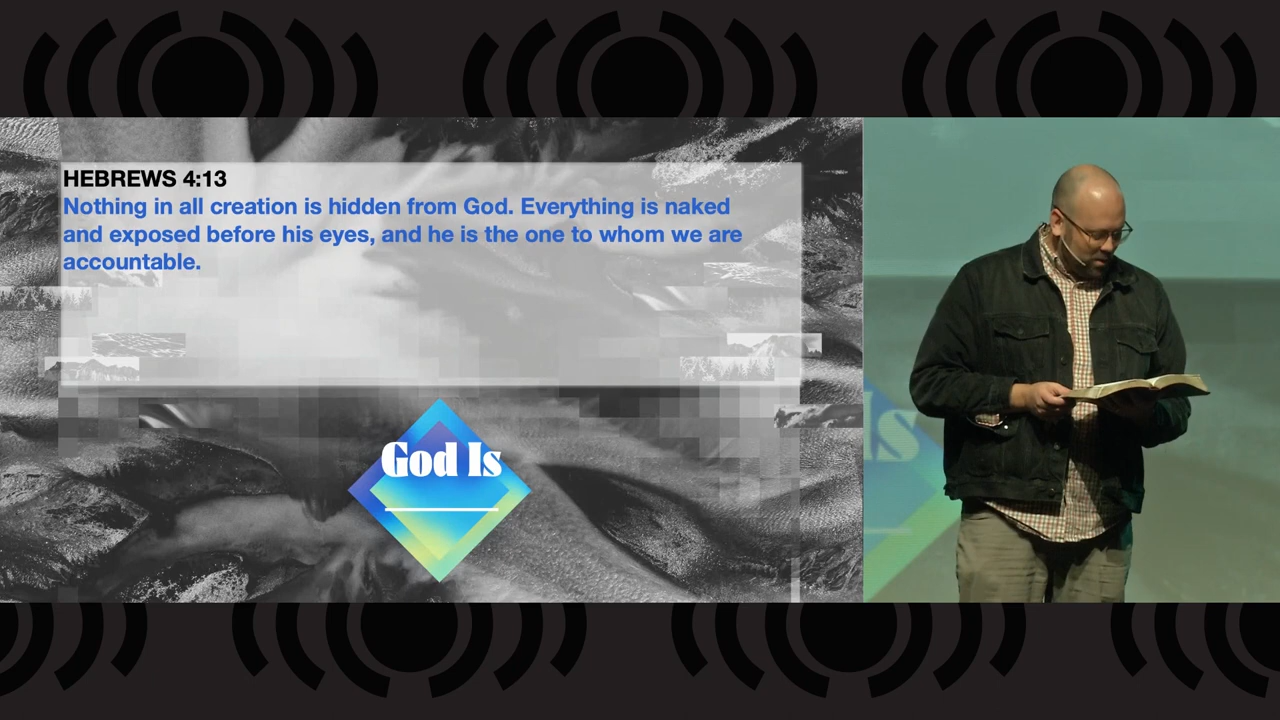 HEBREWS 4:13
Nothing in all creation is hidden from God. Everything is naked
and exposed before his eyes, and he is the one to whom we are
accountable.
God Is
Is